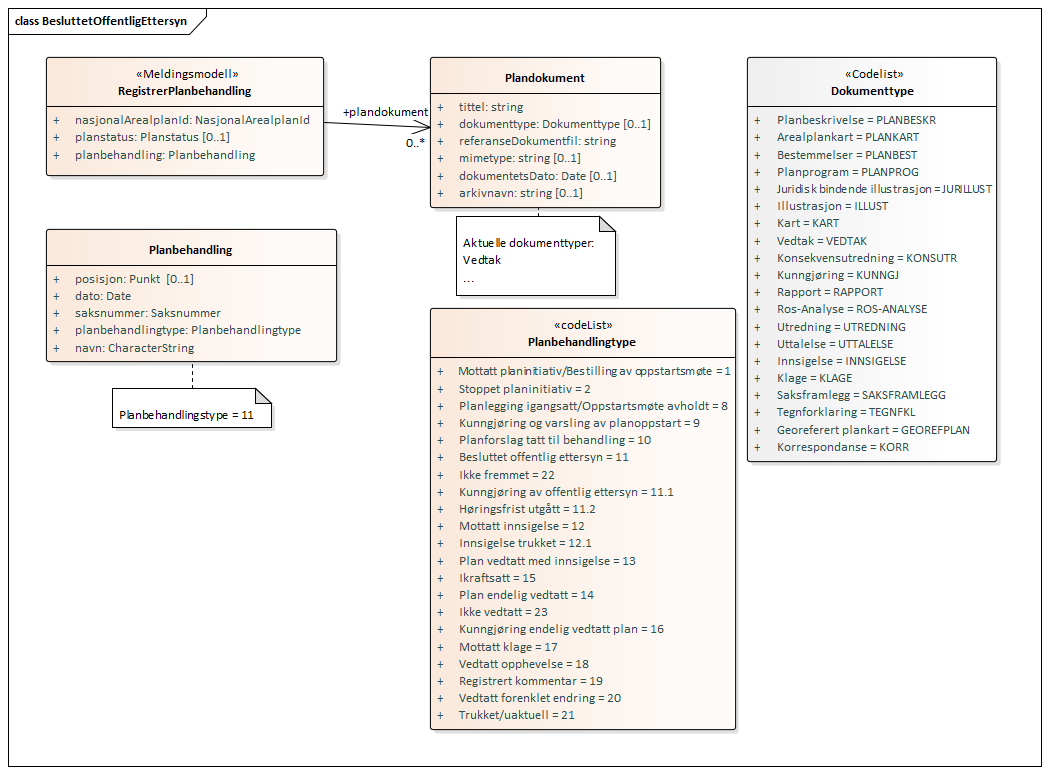 class BesluttetOffentligEttersyn
«Meldingsmodell»
RegistrerPlanbehandling
+ nasjonalArealplanId: NasjonalArealplanId
+ planstatus: Planstatus [0..1]
+ planbehandling: Planbehandling
+plandokument
0..*
Plandokument
+ tittel: string
+ dokumenttype: Dokumenttype [0..1]
+ referanseDokumentfil: string
+ mimetype: string [0..1]
+ dokumentetsDato: Date [0..1]
+ arkivnavn: string [0..1]
Aktuelle dokumenttyper:
Vedtak
...
«Codelist»
Dokumenttype
+ Planbeskrivelse = PLANBESKR
+ Arealplankart = PLANKART
+ Bestemmelser = PLANBEST
+ Planprogram = PLANPROG
+ Juridisk bindende illustrasjon = JURILLUST
+ Illustrasjon = ILLUST
+ Kart = KART
+ Vedtak = VEDTAK
+ Konsekvensutredning = KONSUTR
+ Kunngjøring = KUNNGJ
+ Rapport = RAPPORT
+ Ros-Analyse = ROS-ANALYSE
+ Utredning = UTREDNING
+ Uttalelse = UTTALELSE
+ Innsigelse = INNSIGELSE
+ Klage = KLAGE
+ Saksframlegg = SAKSFRAMLEGG
+ Tegnforklaring = TEGNFKL
+ Georeferert plankart = GEOREFPLAN
+ Korrespondanse = KORR
Planbehandling
+ posisjon: Punkt [0..1]
+ dato: Date
+ saksnummer: Saksnummer
+ planbehandlingtype: Planbehandlingtype
+ navn: CharacterString
Planbehandlingstype = 11
«codeList»
Planbehandlingtype
+ Mottatt planinitiativ/Bestilling av oppstartsmøte = 1
+ Stoppet planinitiativ = 2
+ Planlegging igangsatt/Oppstartsmøte avholdt = 8
+ Kunngjøring og varsling av planoppstart = 9
+ Planforslag tatt til behandling = 10
+ Besluttet offentlig ettersyn = 11
+ Ikke fremmet = 22
+ Kunngjøring av offentlig ettersyn = 11.1
+ Høringsfrist utgått = 11.2
+ Mottatt innsigelse = 12
+ Innsigelse trukket = 12.1
+ Plan vedtatt med innsigelse = 13
+ Ikraftsatt = 15
+ Plan endelig vedtatt = 14
+ Ikke vedtatt = 23
+ Kunngjøring endelig vedtatt plan = 16
+ Mottatt klage = 17
+ Vedtatt opphevelse = 18
+ Registrert kommentar = 19
+ Vedtatt forenklet endring = 20
+ Trukket/uaktuell = 21